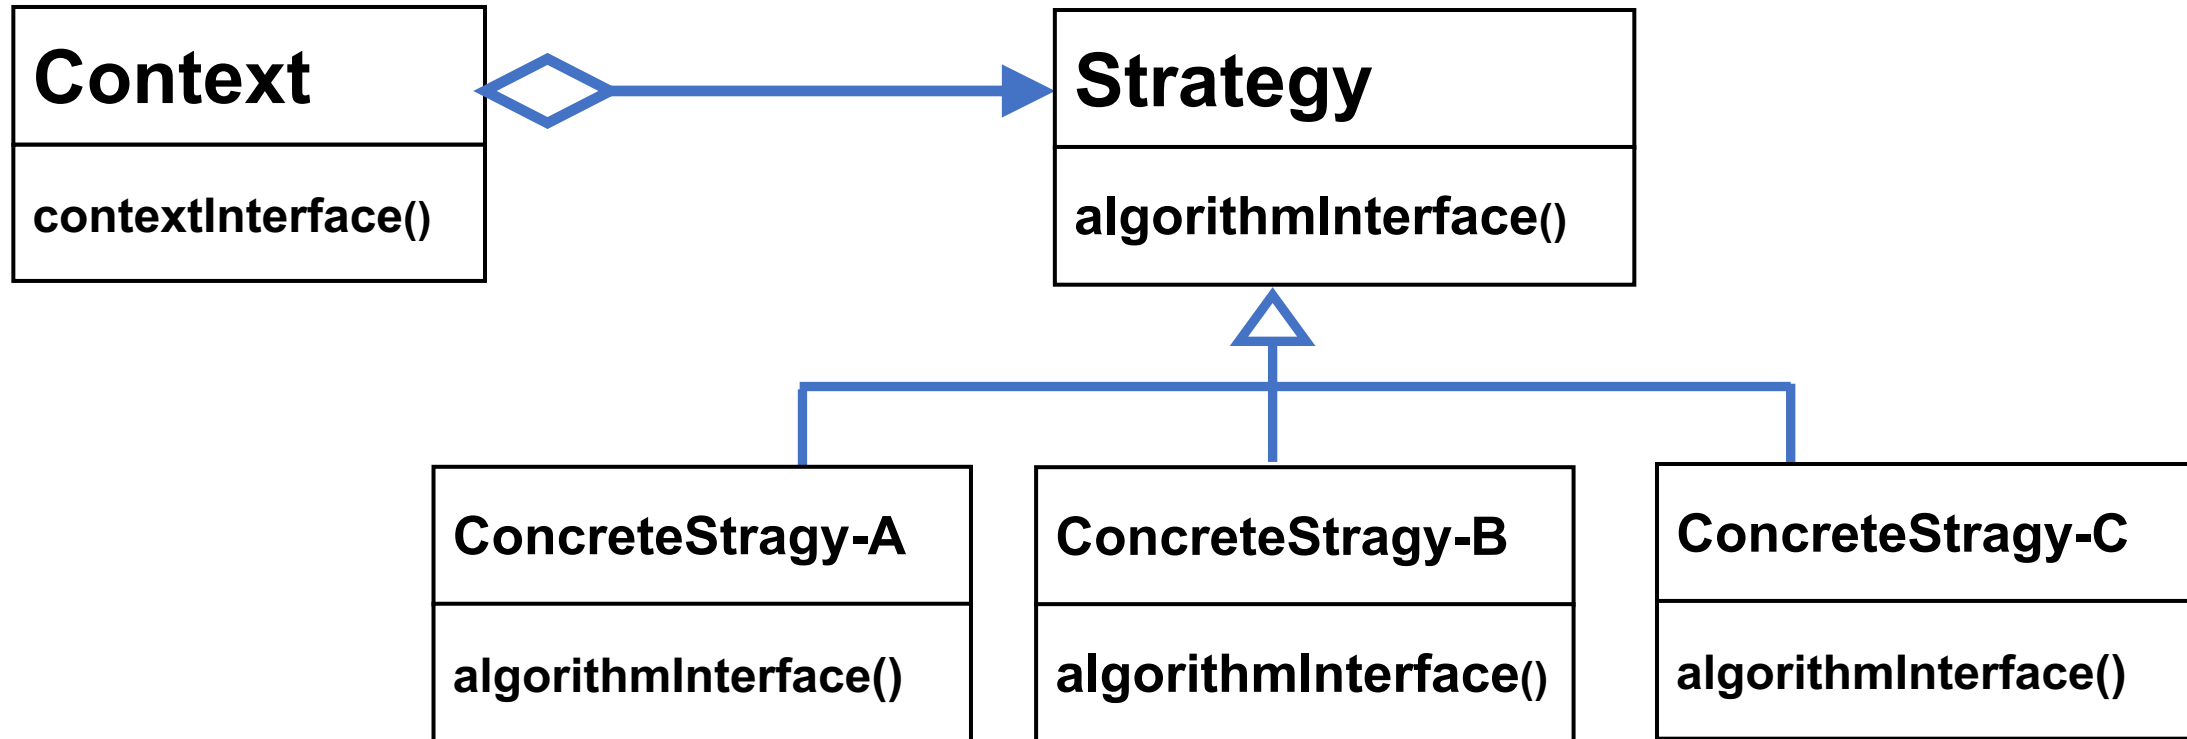 Context
contextInterface()
Strategy
algorithmInterface()
ConcreteStragy-A
algorithmInterface()
ConcreteStragy-B
algorithmInterface()
ConcreteStragy-C
algorithmInterface()